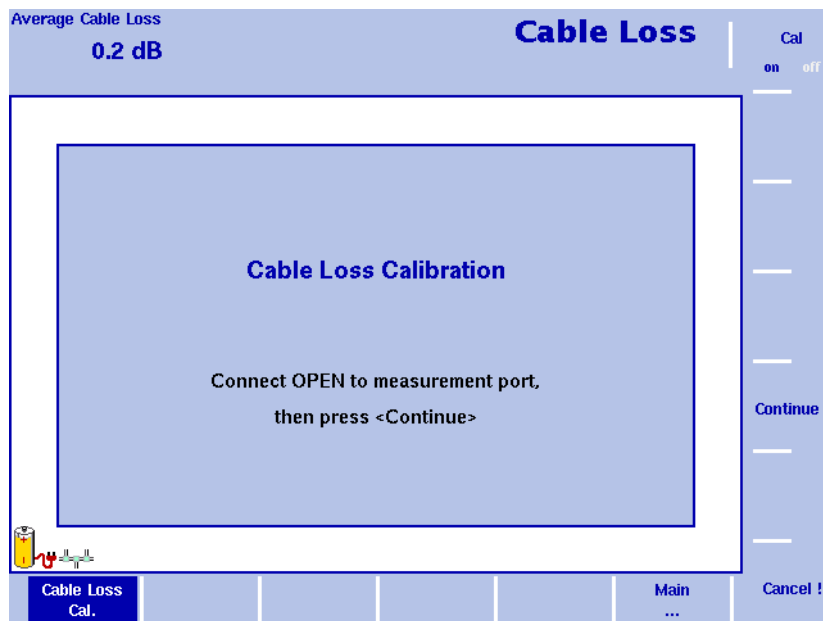 Average Cable Loss
0.2 dB
Cable Loss
Cal
on off
Cable Loss Calibration
Connect OPEN to measurement port,
then press <Continue>
Continue
Cable Loss
Cal.
Main
...
Cancel !